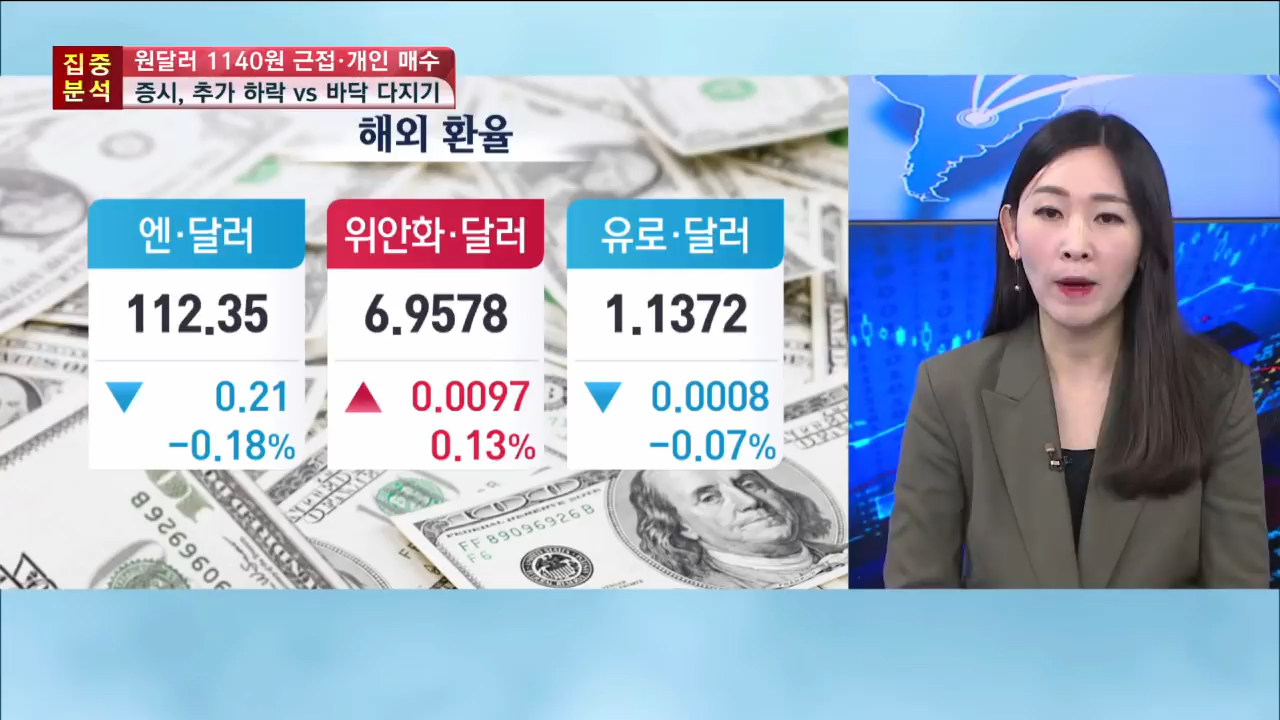 집중
분석
원달러 1140원 근접·개인 매수
증시, 추가 하락 vs 바닥 다지기
해외 환율
엔·달러
112.35
▼ 0.21
-0.18%
위안화·달러
6.9578
▲ 0.0097
0.13%
유로·달러
1.1372
▼ 0.0008
-0.07%
FF89096926B
F6